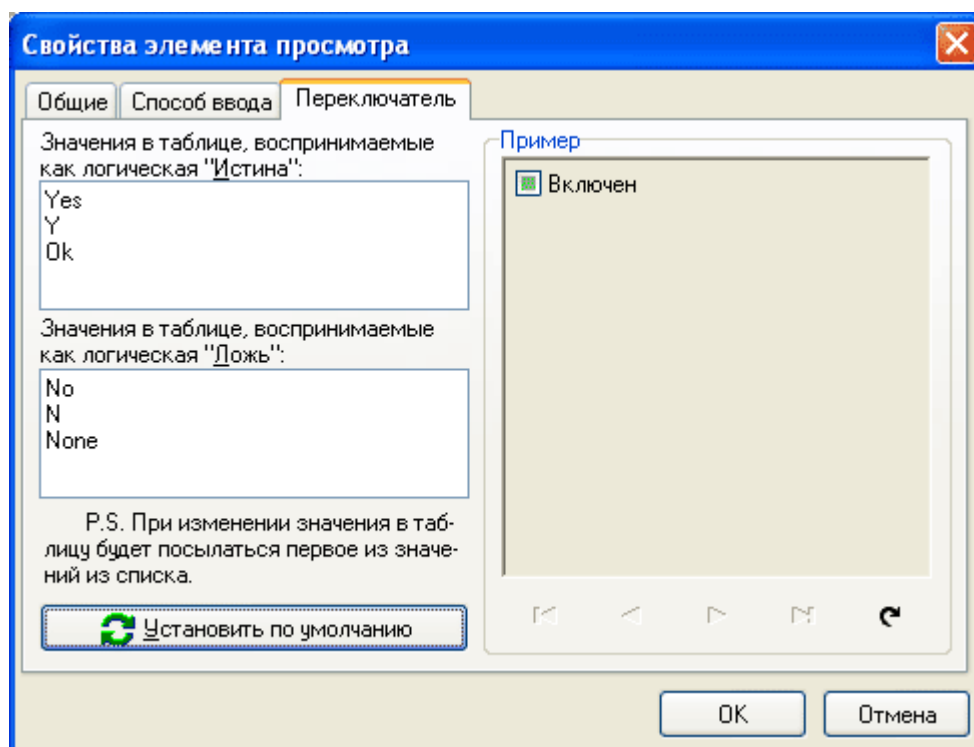 Свойства элемента просмотра
Общие
Способ ввода
Переключатель
Значения в таблице, воспринимаемые
как логическая "Истина":
Yes
Y
Ok
Значения в таблице, воспринимаемые
как логическая "Ложь":
No
N
None
P.S. При изменении значения в таб-
лицу будет посылаться первое из значе-
ний из списка.
Установить по умолчанию
Пример
Включен
OK
Отмена